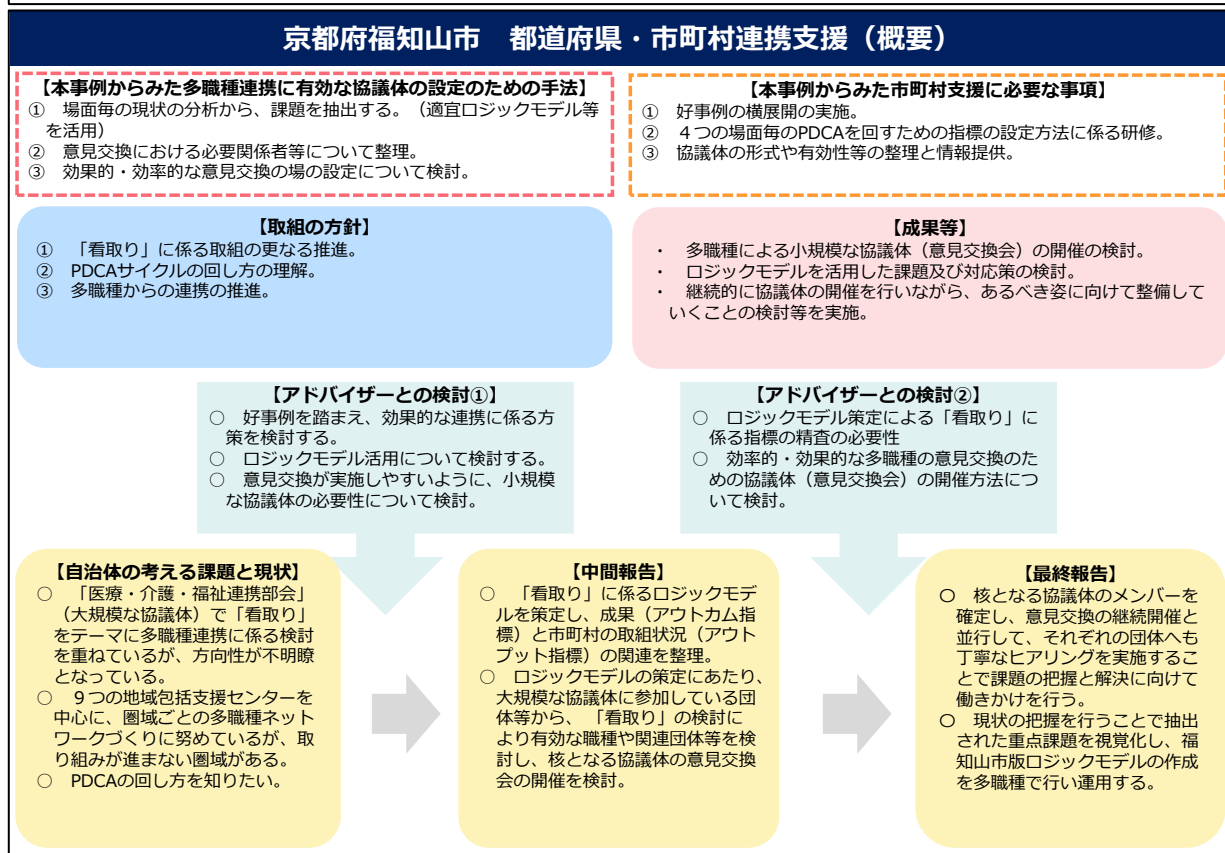 京都府福知山市　都道府県・市町村連携支援（概要）
【本事例からみた多職種連携に有効な協議体の設定のための手法】
①　場面毎の現状の分析から、課題を抽出する。（適宜ロジックモデル等
を活用）
②　意見交換における必要関係者等について整理。
③　効果的・効率的な意見交換の場の設定について検討。
【本事例からみた市町村支援に必要な事項】
①　好事例の横展開の実施。
②　４つの場面毎のPDCAを回すための指標の設定方法に係る研修。
③　協議体の形式や有効性等の整理と情報提供。
【取組の方針】
①　「看取り」に係る取組の更なる推進。
②　PDCAサイクルの回し方の理解。
③　多職種からの連携の推進。
【成果等】
・　多職種による小規模な協議体（意見交換会）の開催の検討。
・　ロジックモデルを活用した課題及び対応策の検討。
・　継続的に協議体の開催を行いながら、あるべき姿に向けて整備して
いくことの検討等を実施。
【アドバイザーとの検討①】
○　好事例を踏まえ、効果的な連携に係る方
策を検討する。
○　ロジックモデル活用について検討する。
○　意見交換が実施しやすいように、小規模
な協議体の必要性について検討。
【アドバイザーとの検討②】
○　ロジックモデル策定による「看取り」に
係る指標の精査の必要性
○　効率的・効果的な多職種の意見交換のた
めの協議体（意見交換会）の開催方法につ
いて検討。
【自治体の考える課題と現状】
○　「医療・介護・福祉連携部会」
（大規模な協議体）で「看取り」
をテーマに多職種連携に係る検討
を重ねているが、方向性が不明瞭
となっている。
○　９つの地域包括支援センターを
中心に、圏域ごとの多職種ネット
ワークづくりに努めているが、取
り組みが進まない圏域がある。
○　PDCAの回し方を知りたい。
【中間報告】
○　「看取り」に係るロジックモデ
ルを策定し、成果（アウトカム指
標）と市町村の取組状況（アウト
プット指標）の関連を整理。
○　ロジックモデルの策定にあたり、
大規模な協議体に参加している団
体等から、「看取り」の検討に
より有効な職種や関連団体等を検
討し、核となる協議体の意見交換
会の開催を検討。
【最終報告】
〇　核となる協議体のメンバーを
確定し、意見交換の継続開催と
並行して、それぞれの団体へも
丁寧なヒアリングを実施するこ
とで課題の把握と解決に向けて
働きかけを行う。
〇　現状の把握を行うことで抽出
された重点課題を視覚化し、福
知山市版ロジックモデルの作成
を多職種で行い運用する。